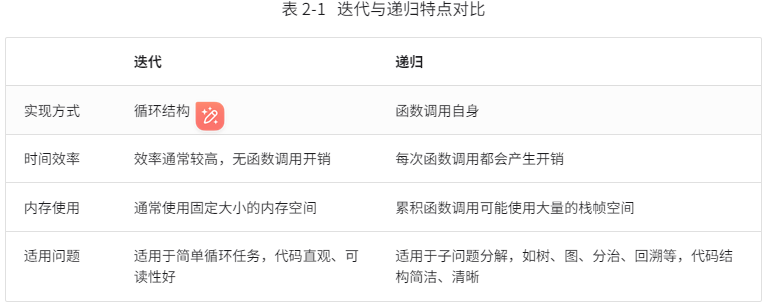 表 2-1 迭代与递归特点对比
迭代 递归
实现方式 循环结构 函数调用自身
时间效率 效率通常较高，无函数调用开销 每次函数调用都会产生开销
内存使用 通常使用固定大小的内存空间 累积函数调用可能使用大量的栈帧空间
适用问题 适用于简单循环任务，代码直观、可 适用于子问题分解，如树、图、分治、回溯等，代码结
读性好 构简洁、清晰